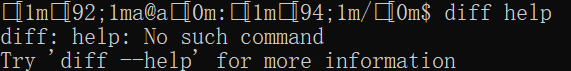 □[1m□[92;1ma@a□[0m:□[1m□[94;1m/□[0m$ diff help
diff: help: No such command
Try 'diff --help' for more information